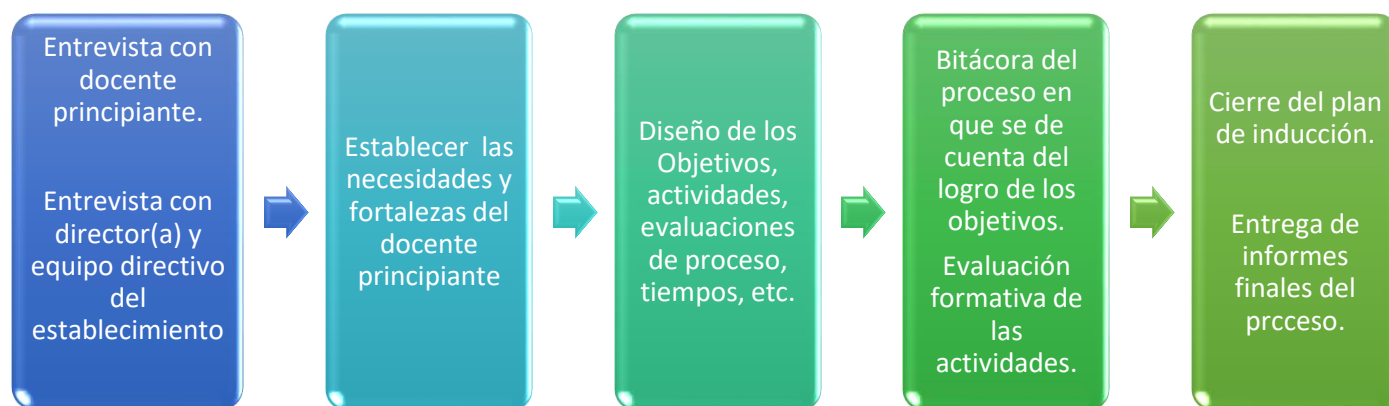 Entrevista con
docente
principiante.
Entrevista con
director(a) y
equipo directivo
del
establecimiento
Establecer las
necesidades y
fortalezas del
docente
principiante
Diseño de los
Objetivos,
actividades,
evaluaciones
de proceso,
tiempos, etc.
Bitácora del
proceso en
que se de
cuenta del
logro de los
objetivos.
Evaluación
formativa de
las
actividades.
Cierre del plan
de inducción.
Entrega de
informes
finales del
prcceso.